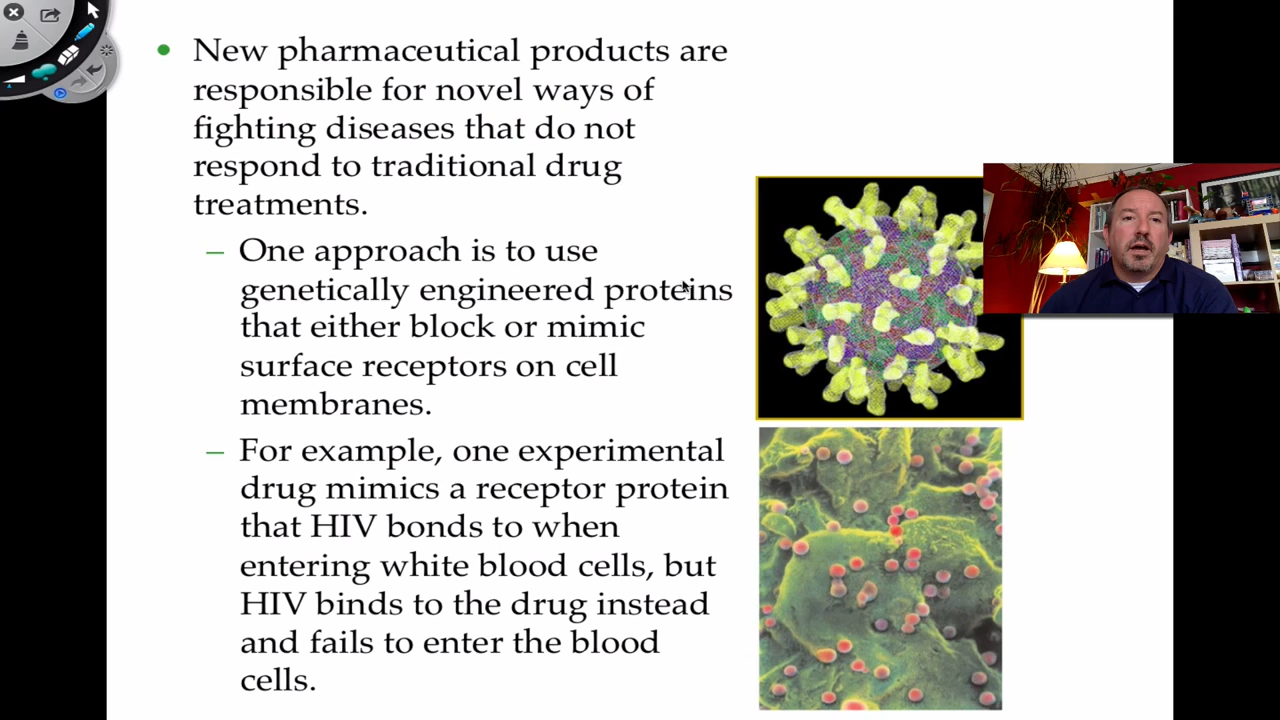 • New pharmaceutical products are
responsible for novel ways of
fighting diseases that do not
respond to traditional drug
treatments.
– One approach is to use
genetically engineered proteins
that either block or mimic
surface receptors on cell
membranes.
– For example, one experimental
drug mimics a receptor protein
that HIV bonds to when
entering white blood cells, but
HIV binds to the drug instead
and fails to enter the blood
cells.